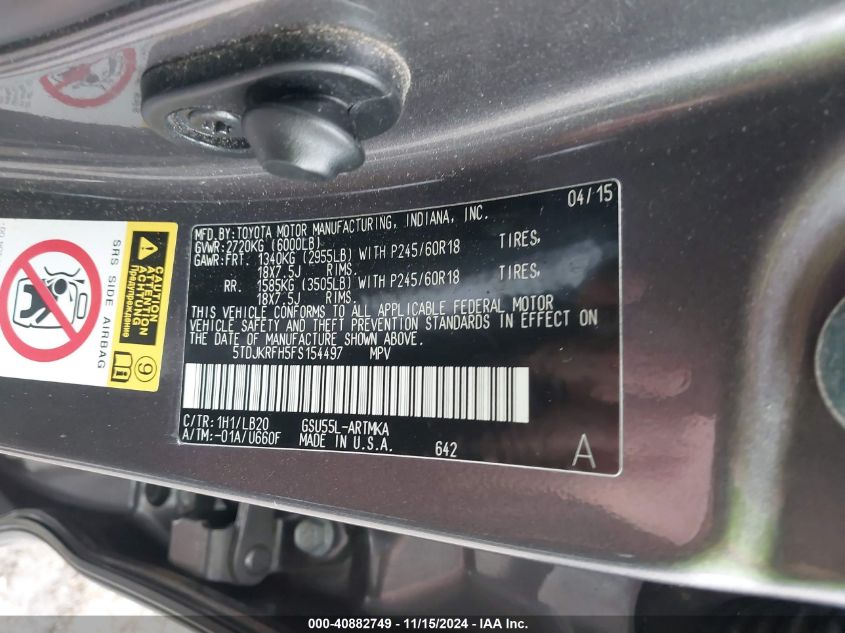 04/15
MFD.BY:TOYOTA MOTOR MANUFACTURING, INDIANA, INC.
GVWR:2720KG (6000LB)
GAWR:FRT. 1340KG (2955LB) WITH P245/60R18 TIRES,
18X7.5J RIMS.
RR. 1585KG (3505LB) WITH P245/60R18 TIRES,
18X7.5J RIMS.
THIS VEHICLE CONFORMS TO ALL APPLICABLE FEDERAL MOTOR
VEHICLE SAFETY AND THEFT PREVENTION STANDARDS IN EFFECT ON
THE DATE OF MANUFACTURE SHOWN ABOVE.
5TDJKRFH5FS154497 MPV
C/TR:1H1/LB20 GSU55L-ARTMKA
A/TM:-01A/U660F MADE IN U.S.A. 642 A
SRS SIDE AIRBAG
CAUTION
ATTENTION
ACHTUNG
Предупреждение
9
000-40882749 - 11/15/2024 - IAA Inc.